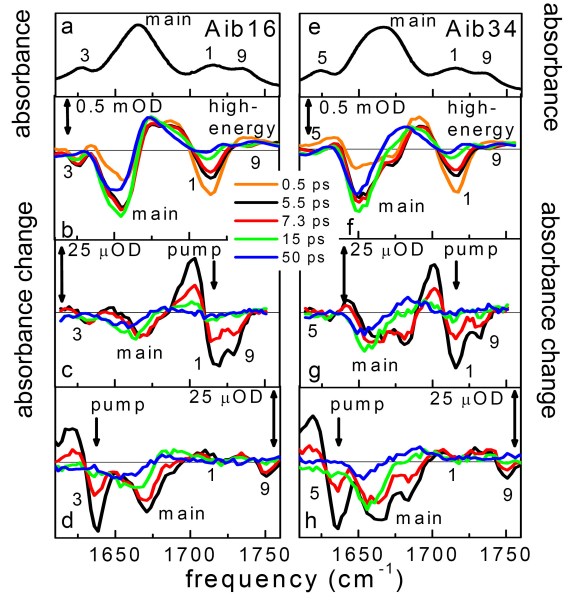 a
main
Aib16
3
1
9
absorbance
e
main
Aib34
5
1
9
absorbance
0.5 mOD
high-
energy
3
1
9
b
main
0.5 mOD
high-
energy
5
1
9
f
main
0.5 ps
5.5 ps
7.3 ps
15 ps
50 ps
absorbance change
25 µOD
pump
3
main
1
9
c
25 µOD
pump
5
main
1
9
g
absorbance change
pump
25 µOD
3
main
1
9
d
pump
25 µOD
5
main
1
9
h
1650
1700
1750
1650
1700
1750
frequency (cm⁻¹)